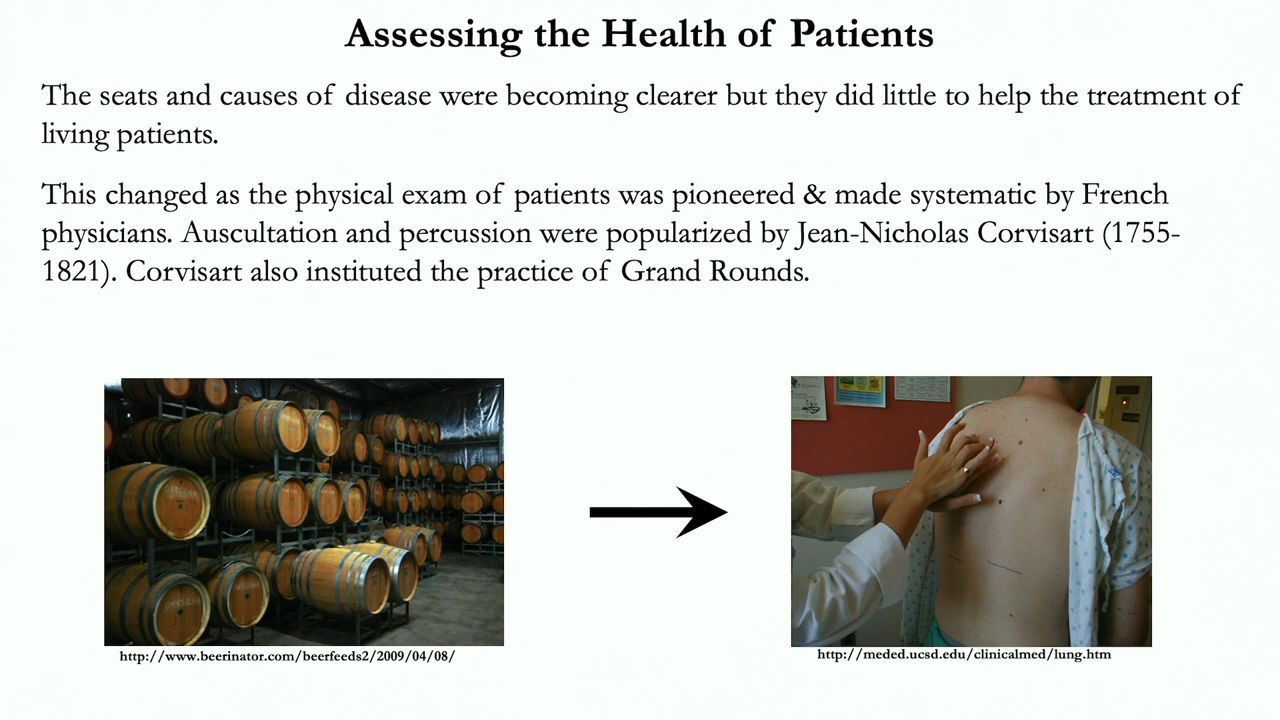 Assessing the Health of Patients
The seats and causes of disease were becoming clearer but they did little to help the treatment of
living patients.
This changed as the physical exam of patients was pioneered & made systematic by French
physicians. Auscultation and percussion were popularized by Jean-Nicholas Corvisart (1755-
1821). Corvisart also instituted the practice of Grand Rounds.
http://www.beerinator.com/beerfeeds2/2009/04/08/
http://meded.ucsd.edu/clinicalmed/lung.htm